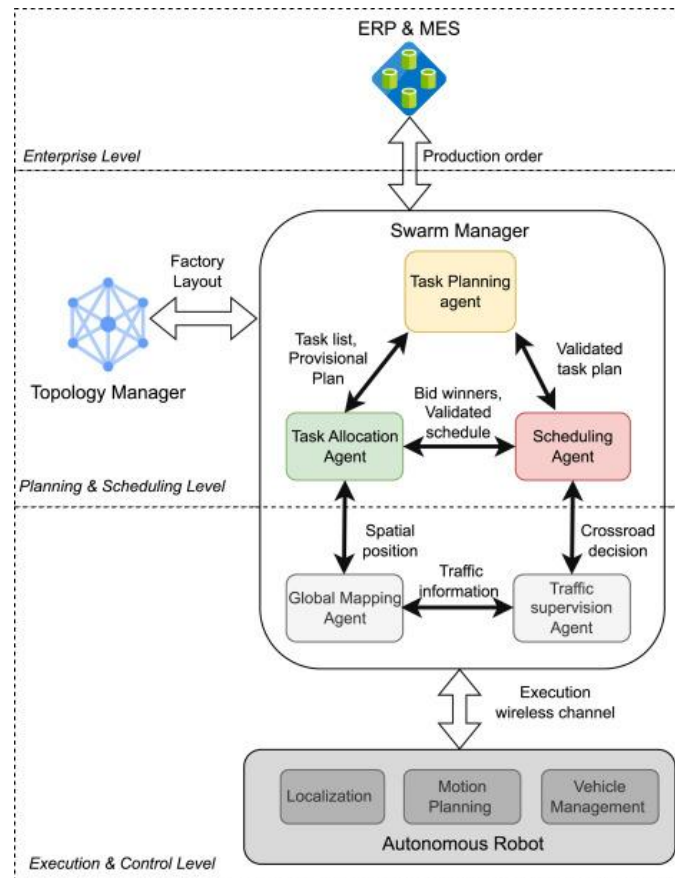 ERP & MES
Enterprise Level
Production order
Swarm Manager
Factory
Layout
Task Planning
agent
Topology Manager
Task list,
Provisional
Plan
Validated
task plan
Bid winners,
Validated
schedule
Task Allocation
Agent
Scheduling
Agent
Planning & Scheduling Level
Spatial
position
Crossroad
decision
Traffic
information
Global Mapping
Agent
Traffic
supervision
Agent
Execution
wireless channel
Localization
Motion
Planning
Vehicle
Management
Autonomous Robot
Execution & Control Level